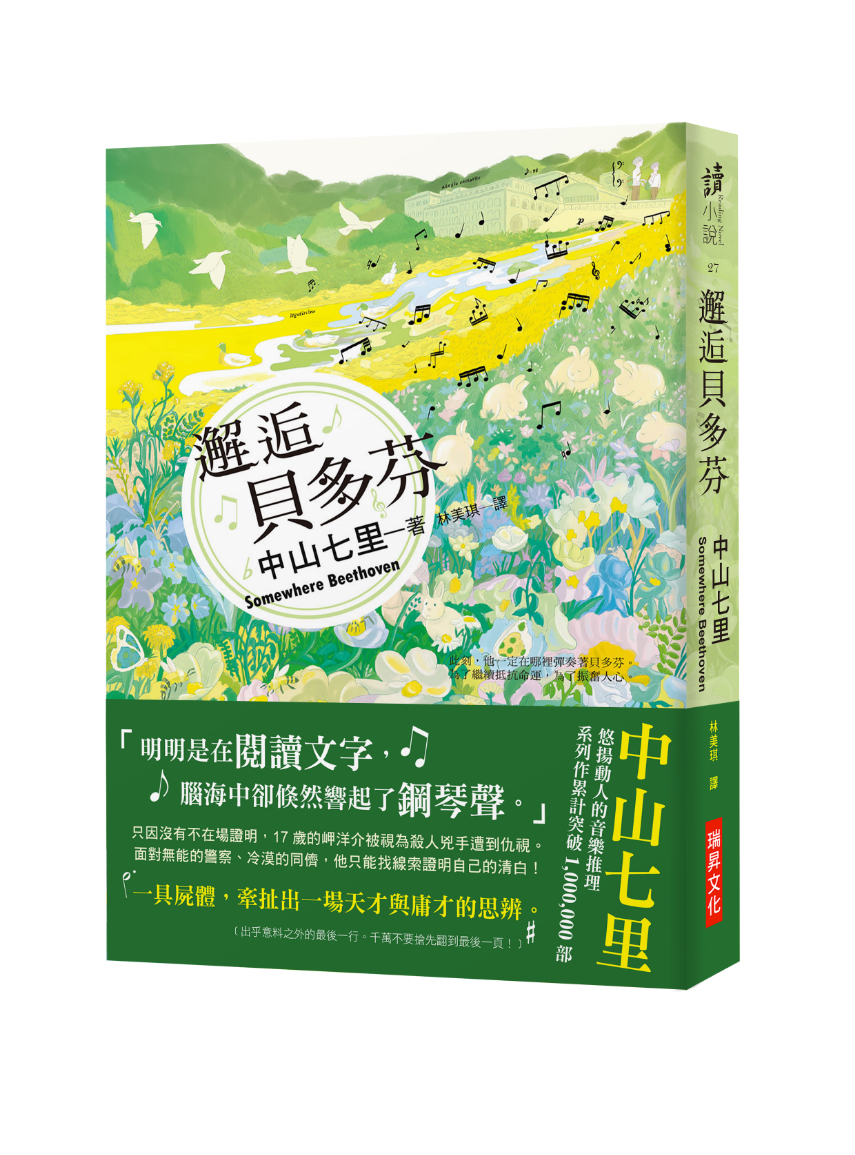 邂逅
貝多芬
中山七里—著 林美琪—譯
Somewhere Beethoven
此刻，他一定在哪裡彈奏著貝多芬。
為了繼續抵抗命運，為了振奮人心。
「明明是在閱讀文字，
腦海中卻倏然響起了鋼琴聲。」
只因沒有不在場證明，17 歲的岬洋介被視為殺人兇手遭到仇視。
面對無能的警察、冷漠的同儕，他只能找線索證明自己的清白！
一具屍體，牽扯出一場天才與庸才的思辨。
（出乎意料之外的最後一行。千萬不要搶先翻到最後一頁！）
中山七里
悠揚動人的音樂推理
系列作累計突破 1,000,000 部
讀小說
Reading Novel
27
邂逅貝多芬
中山七里
Somewhere Beethoven
林美琪 譯
瑞昇文化